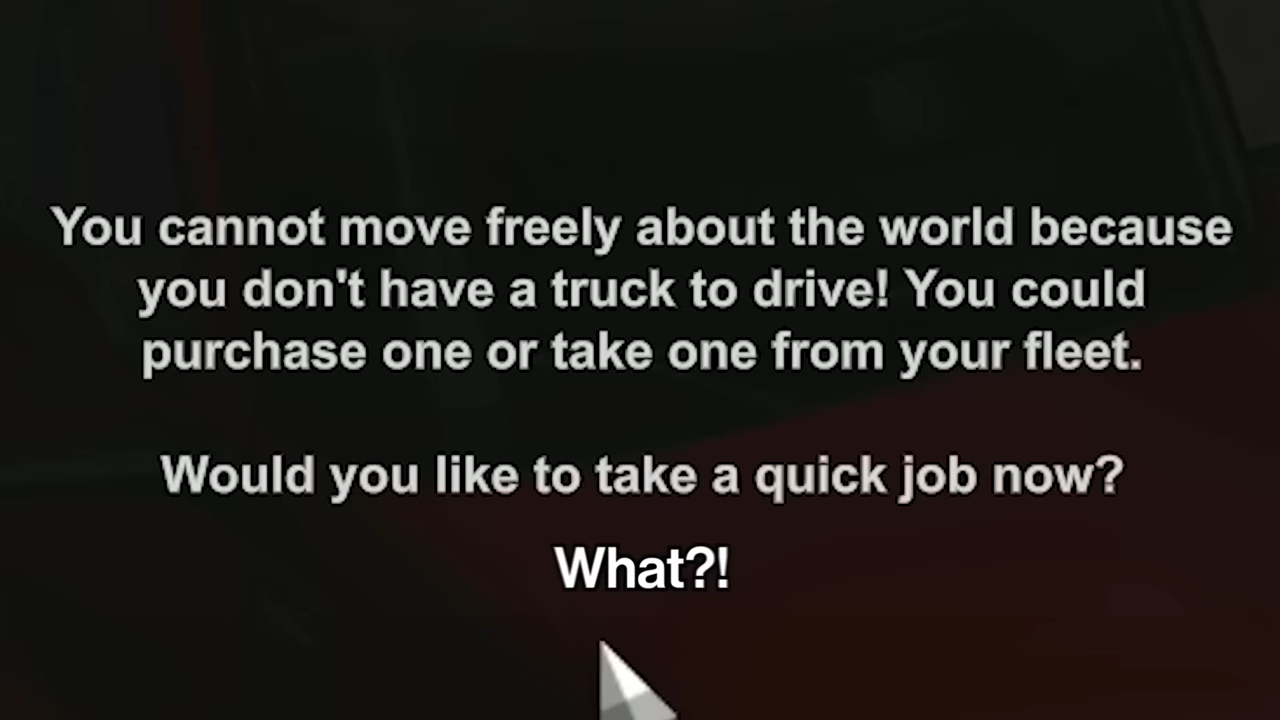 You cannot move freely about the world because
you don't have a truck to drive! You could
purchase one or take one from your fleet.
Would you like to take a quick job now?
What?!